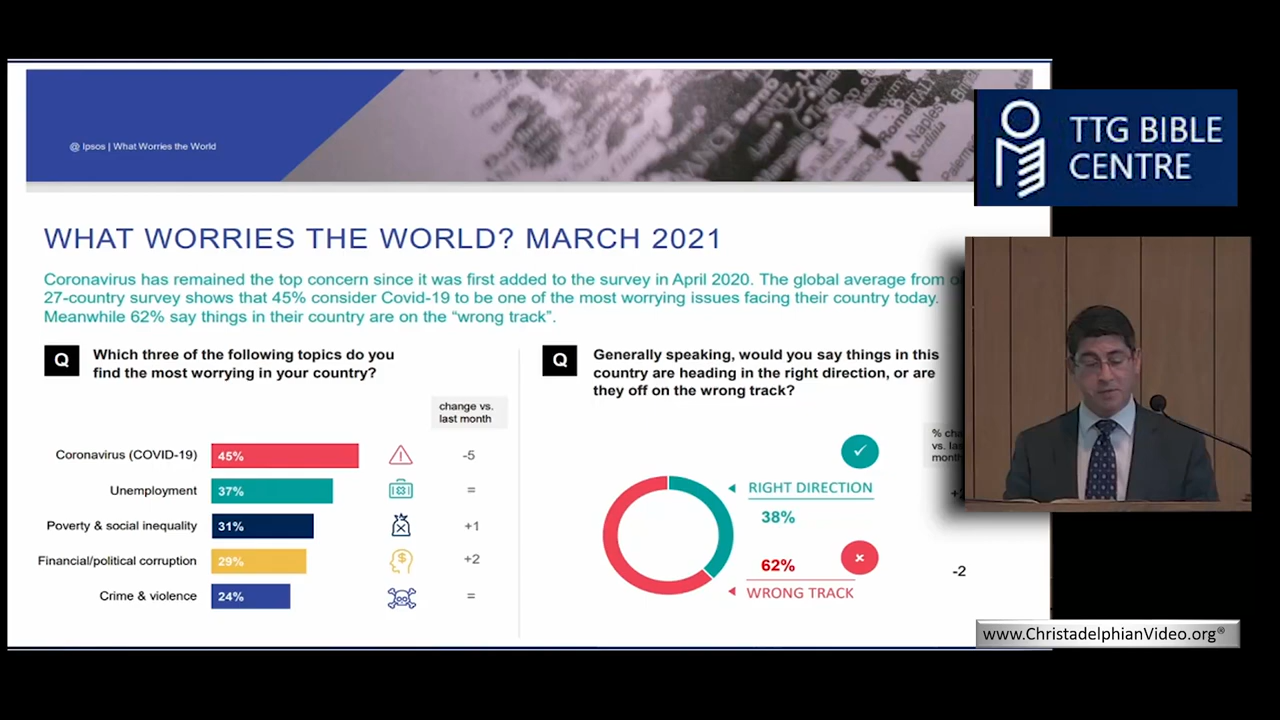 @ Ipsos | What Worries the World
Naples
Sardinia
TTG BIBLE
CENTRE
WHAT WORRIES THE WORLD? MARCH 2021
Coronavirus has remained the top concern since it was first added to the survey in April 2020. The global average from
27-country survey shows that 45% consider Covid-19 to be one of the most worrying issues facing their country today.
Meanwhile 62% say things in their country are on the “wrong track”.
Q
Which three of the following topics do you
find the most worrying in your country?
change vs.
last month
Coronavirus (COVID-19) 45% -5
Unemployment 37% =
Poverty & social inequality 31% +1
Financial/political corruption 29% +2
Crime & violence 24% =
Q
Generally speaking, would you say things in this
country are heading in the right direction, or are
they off on the wrong track?
RIGHT DIRECTION
38%
62%
WRONG TRACK
-2
www.ChristadelphianVideo.org®